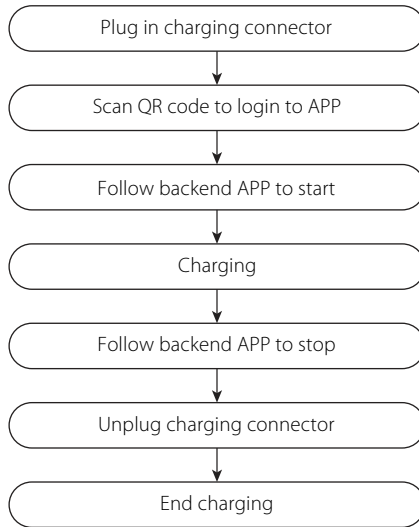 Plug in charging connector
Scan QR code to login to APP
Follow backend APP to start
Charging
Follow backend APP to stop
Unplug charging connector
End charging